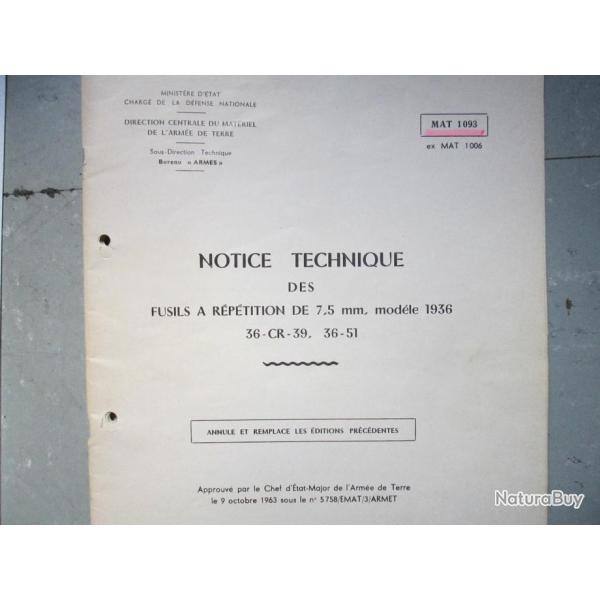 MINISTÈRE D'ÉTAT
CHARGÉ DE LA DÉFENSE NATIONALE
DIRECTION CENTRALE DU MATÉRIEL
DE L'ARMÉE DE TERRE
Sous-Direction Technique
Bureau « ARMES »
MAT 1093
ex MAT 1006
NOTICE TECHNIQUE
DES
FUSILS A RÉPÉTITION DE 7,5 mm, modéle 1936
36-CR-39, 36-51
ANNULE ET REMPLACE LES ÉDITIONS PRÉCÉDENTES
Approuvé par le Chef d'État-Major de l'Armée de Terre
le 9 octobre 1963 sous le n° 5758/EMAT/3/ARMET
NaturaBuy